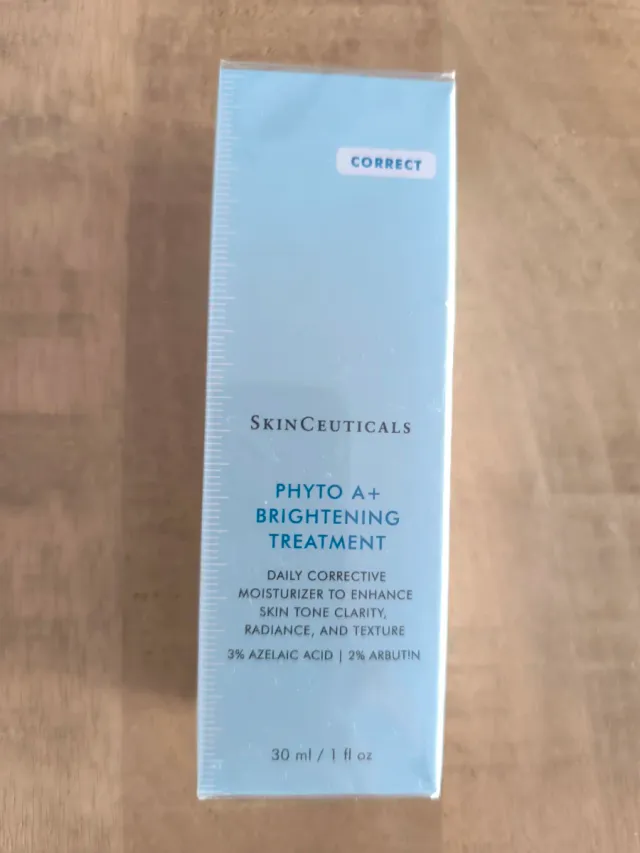 CORRECT
SKINCEUTICALS
PHYTO A+
BRIGHTENING
TREATMENT
DAILY CORRECTIVE
MOISTURIZER TO ENHANCE
SKIN TONE CLARITY,
RADIANCE, AND TEXTURE
3% AZELAIC ACID | 2% ARBUTIN
30 ml / 1 fl oz